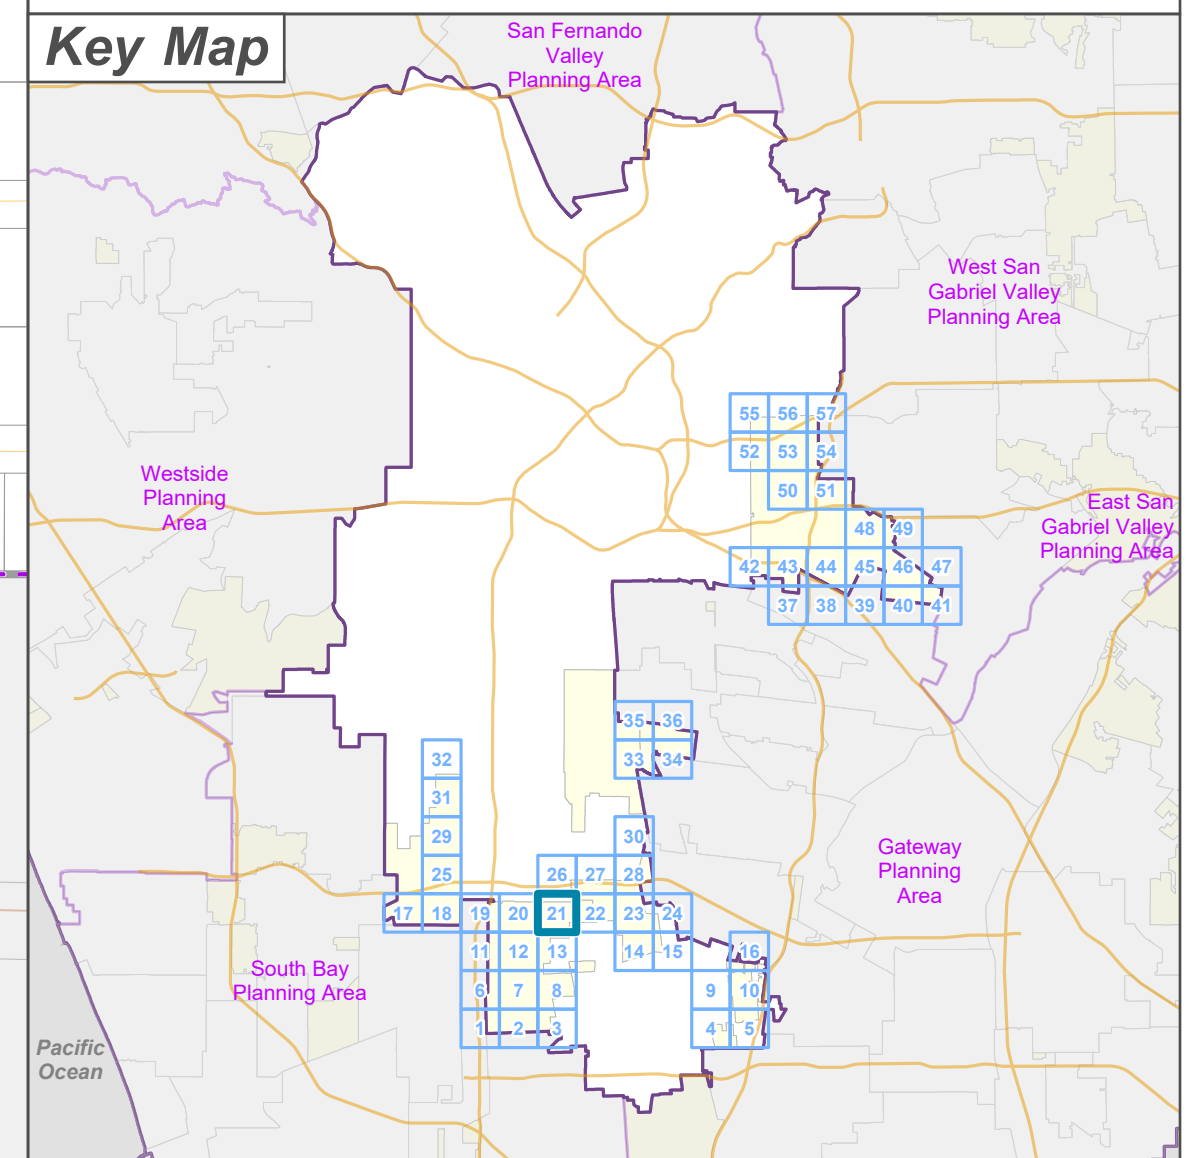 Key Map
San Fernando
Valley
Planning Area
West San
Gabriel Valley
Planning Area
55 56 57
52 53 54
Westside
Planning
Area
50 51
East San
Gabriel Valley
Planning Area
48 49
42 43 44 45 46 47
37 38 39 40 41
35 36
33 34
32
31
29
30
Gateway
Planning
Area
25
26 27 28
17 18 19 20 21 22 23 24
11 12 13
14 15
16
South Bay
Planning Area
6 7 8
9 10
1 2 3
4 5
Pacific
Ocean